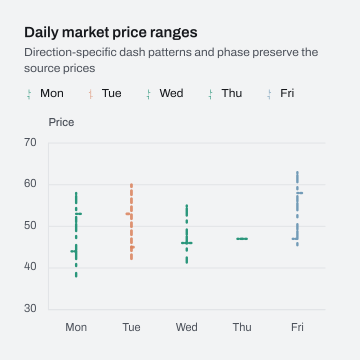 Daily market price ranges
Direction-specific dash patterns and phase preserve the
source prices
Mon Tue Wed Thu Fri
Price
70
60
50
40
30
Mon Tue Wed Thu Fri